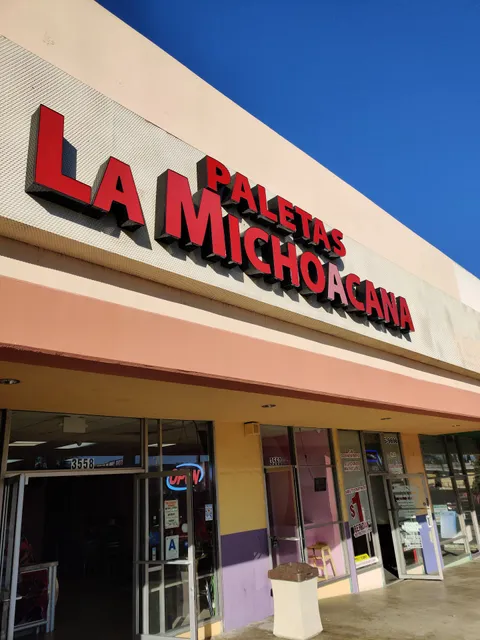 PALETAS
LA MICHOACANA
3558
OPEN
A
$1